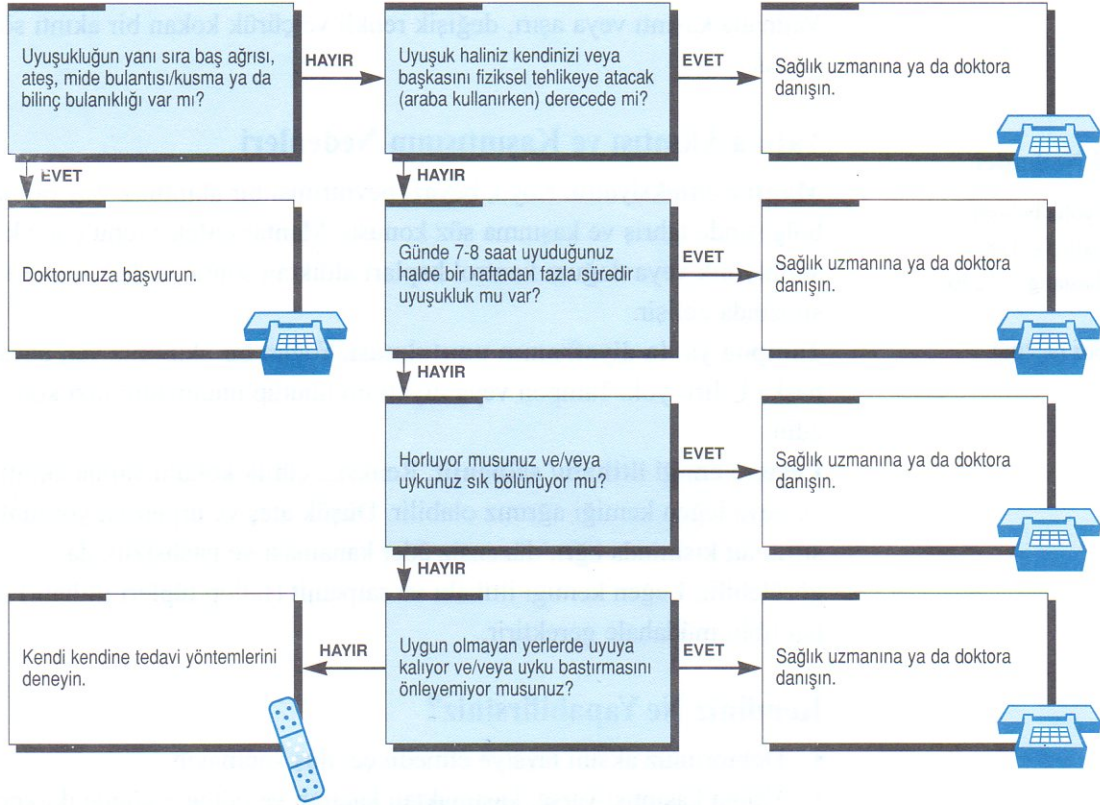 Uyuşukluğun yanı sıra baş ağrısı,
ateş, mide bulantısı/kusma ya da
bilinç bulanıklığı var mı?
HAYIR
Uyuşuk haliniz kendinizi veya
başkasını fiziksel tehlikeye atacak
(araba kullanırken) derecede mi?
EVET
Sağlık uzmanına ya da doktora
danışın.
EVET
HAYIR
Doktorunuza başvurun.
Günde 7-8 saat uyuduğunuz
halde bir haftadan fazla süredir
uyuşukluk mu var?
EVET
Sağlık uzmanına ya da doktora
danışın.
HAYIR
Horluyor musunuz ve/veya
uykunuz sık bölünüyor mu?
EVET
Sağlık uzmanına ya da doktora
danışın.
HAYIR
Kendi kendine tedavi yöntemlerini
deneyin.
HAYIR
Uygun olmayan yerlerde uyuya
kalıyor ve/veya uyku bastırmasını
önleyemiyor musunuz?
EVET
Sağlık uzmanına ya da doktora
danışın.